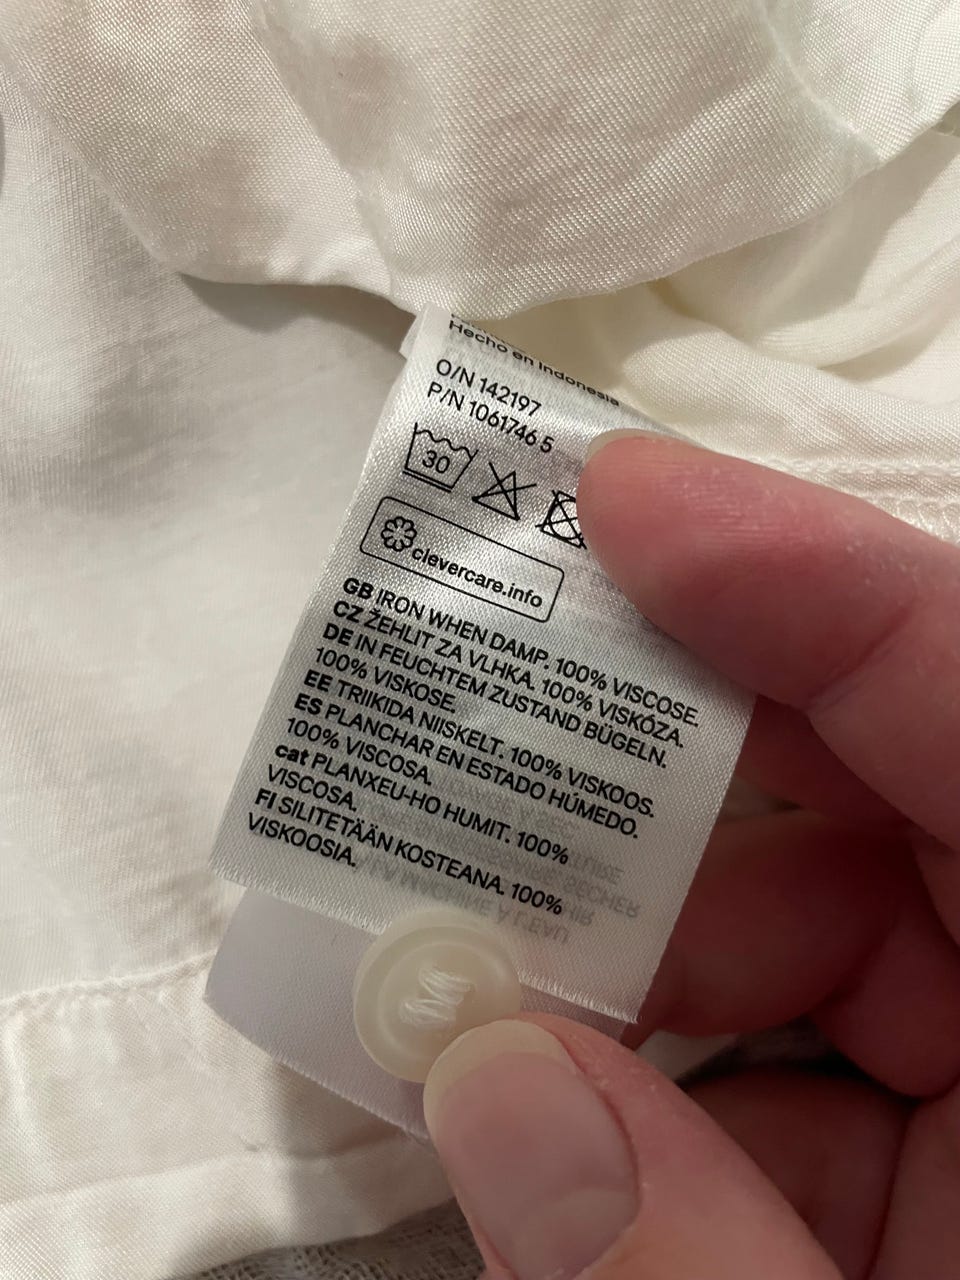 Hecho en Indonesia
O/N 142197
P/N 1061746 5
30
clevercare.info
GB IRON WHEN DAMP. 100% VISCOSE.
CZ ŽEHLIT ZA VLHKA. 100% VISKÓZA.
DE IN FEUCHTEM ZUSTAND BÜGELN.
100% VISKOSE.
EE TRIIKIDA NIISKELT. 100% VISKOOS.
ES PLANCHAR EN ESTADO HÚMEDO.
100% VISCOSA.
cat PLANXEU-HO HUMIT. 100%
VISCOSA.
FI SILITETÄÄN KOSTEANA. 100%
VISKOOSIA.